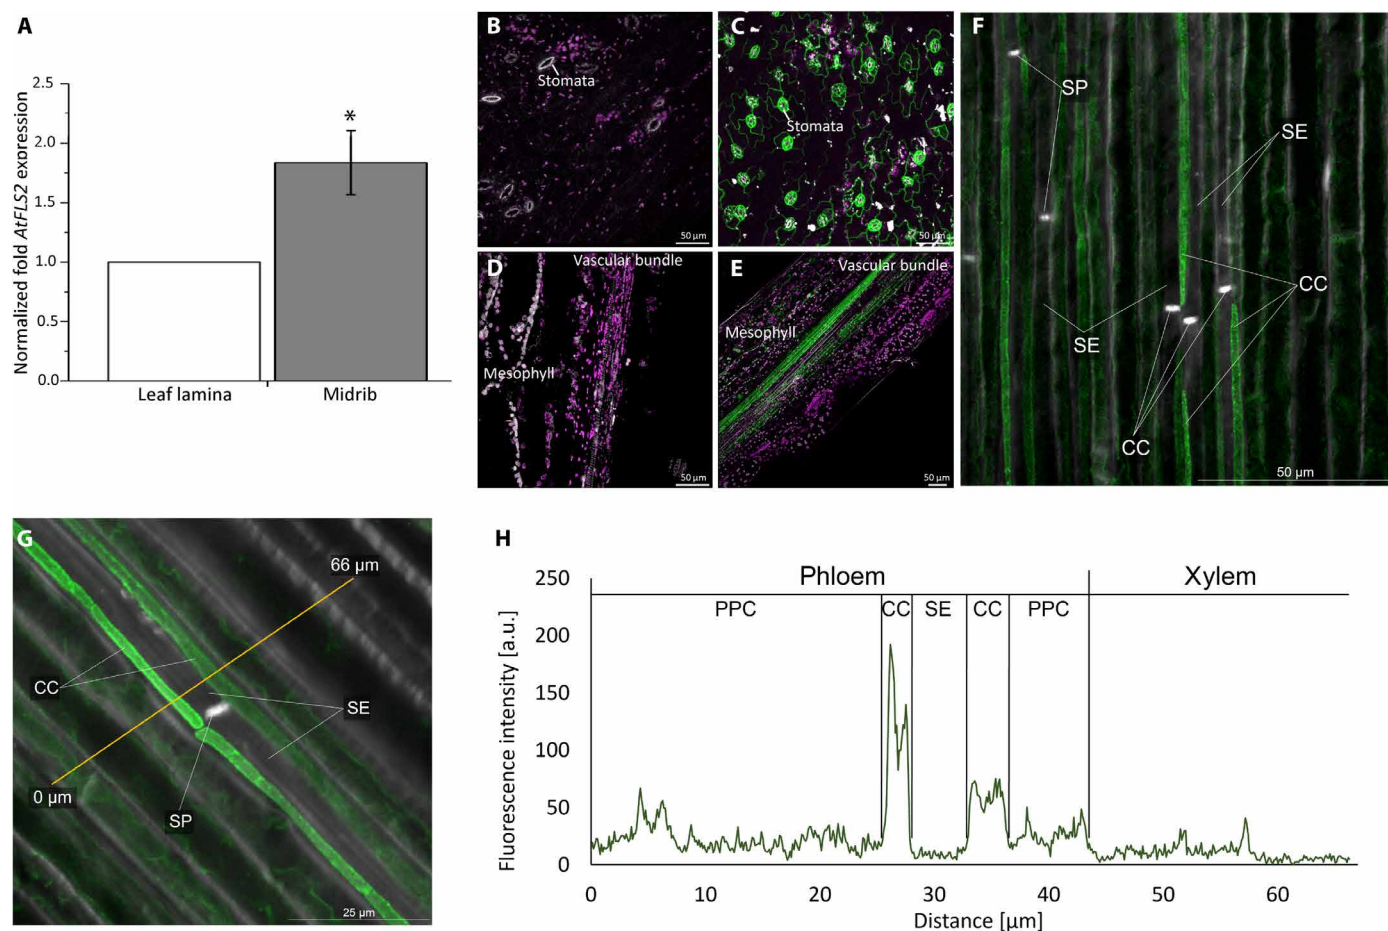 A
Normalized fold AtFLS2 expression
2.5
2.0
1.5
1.0
0.5
0.0
*
Leaf lamina
Midrib
B
Stomata
50 µm
C
Stomata
50 µm
D
Vascular bundle
Mesophyll
50 µm
E
Vascular bundle
Mesophyll
50 µm
F
SP
SE
CC
SE
CC
50 µm
G
66 µm
CC
SE
0 µm
SP
25 µm
H
Phloem
Xylem
PPC
CC
SE
CC
PPC
Fluorescence intensity [a.u.]
250
200
150
100
50
0
0
10
20
30
40
50
60
Distance [µm]